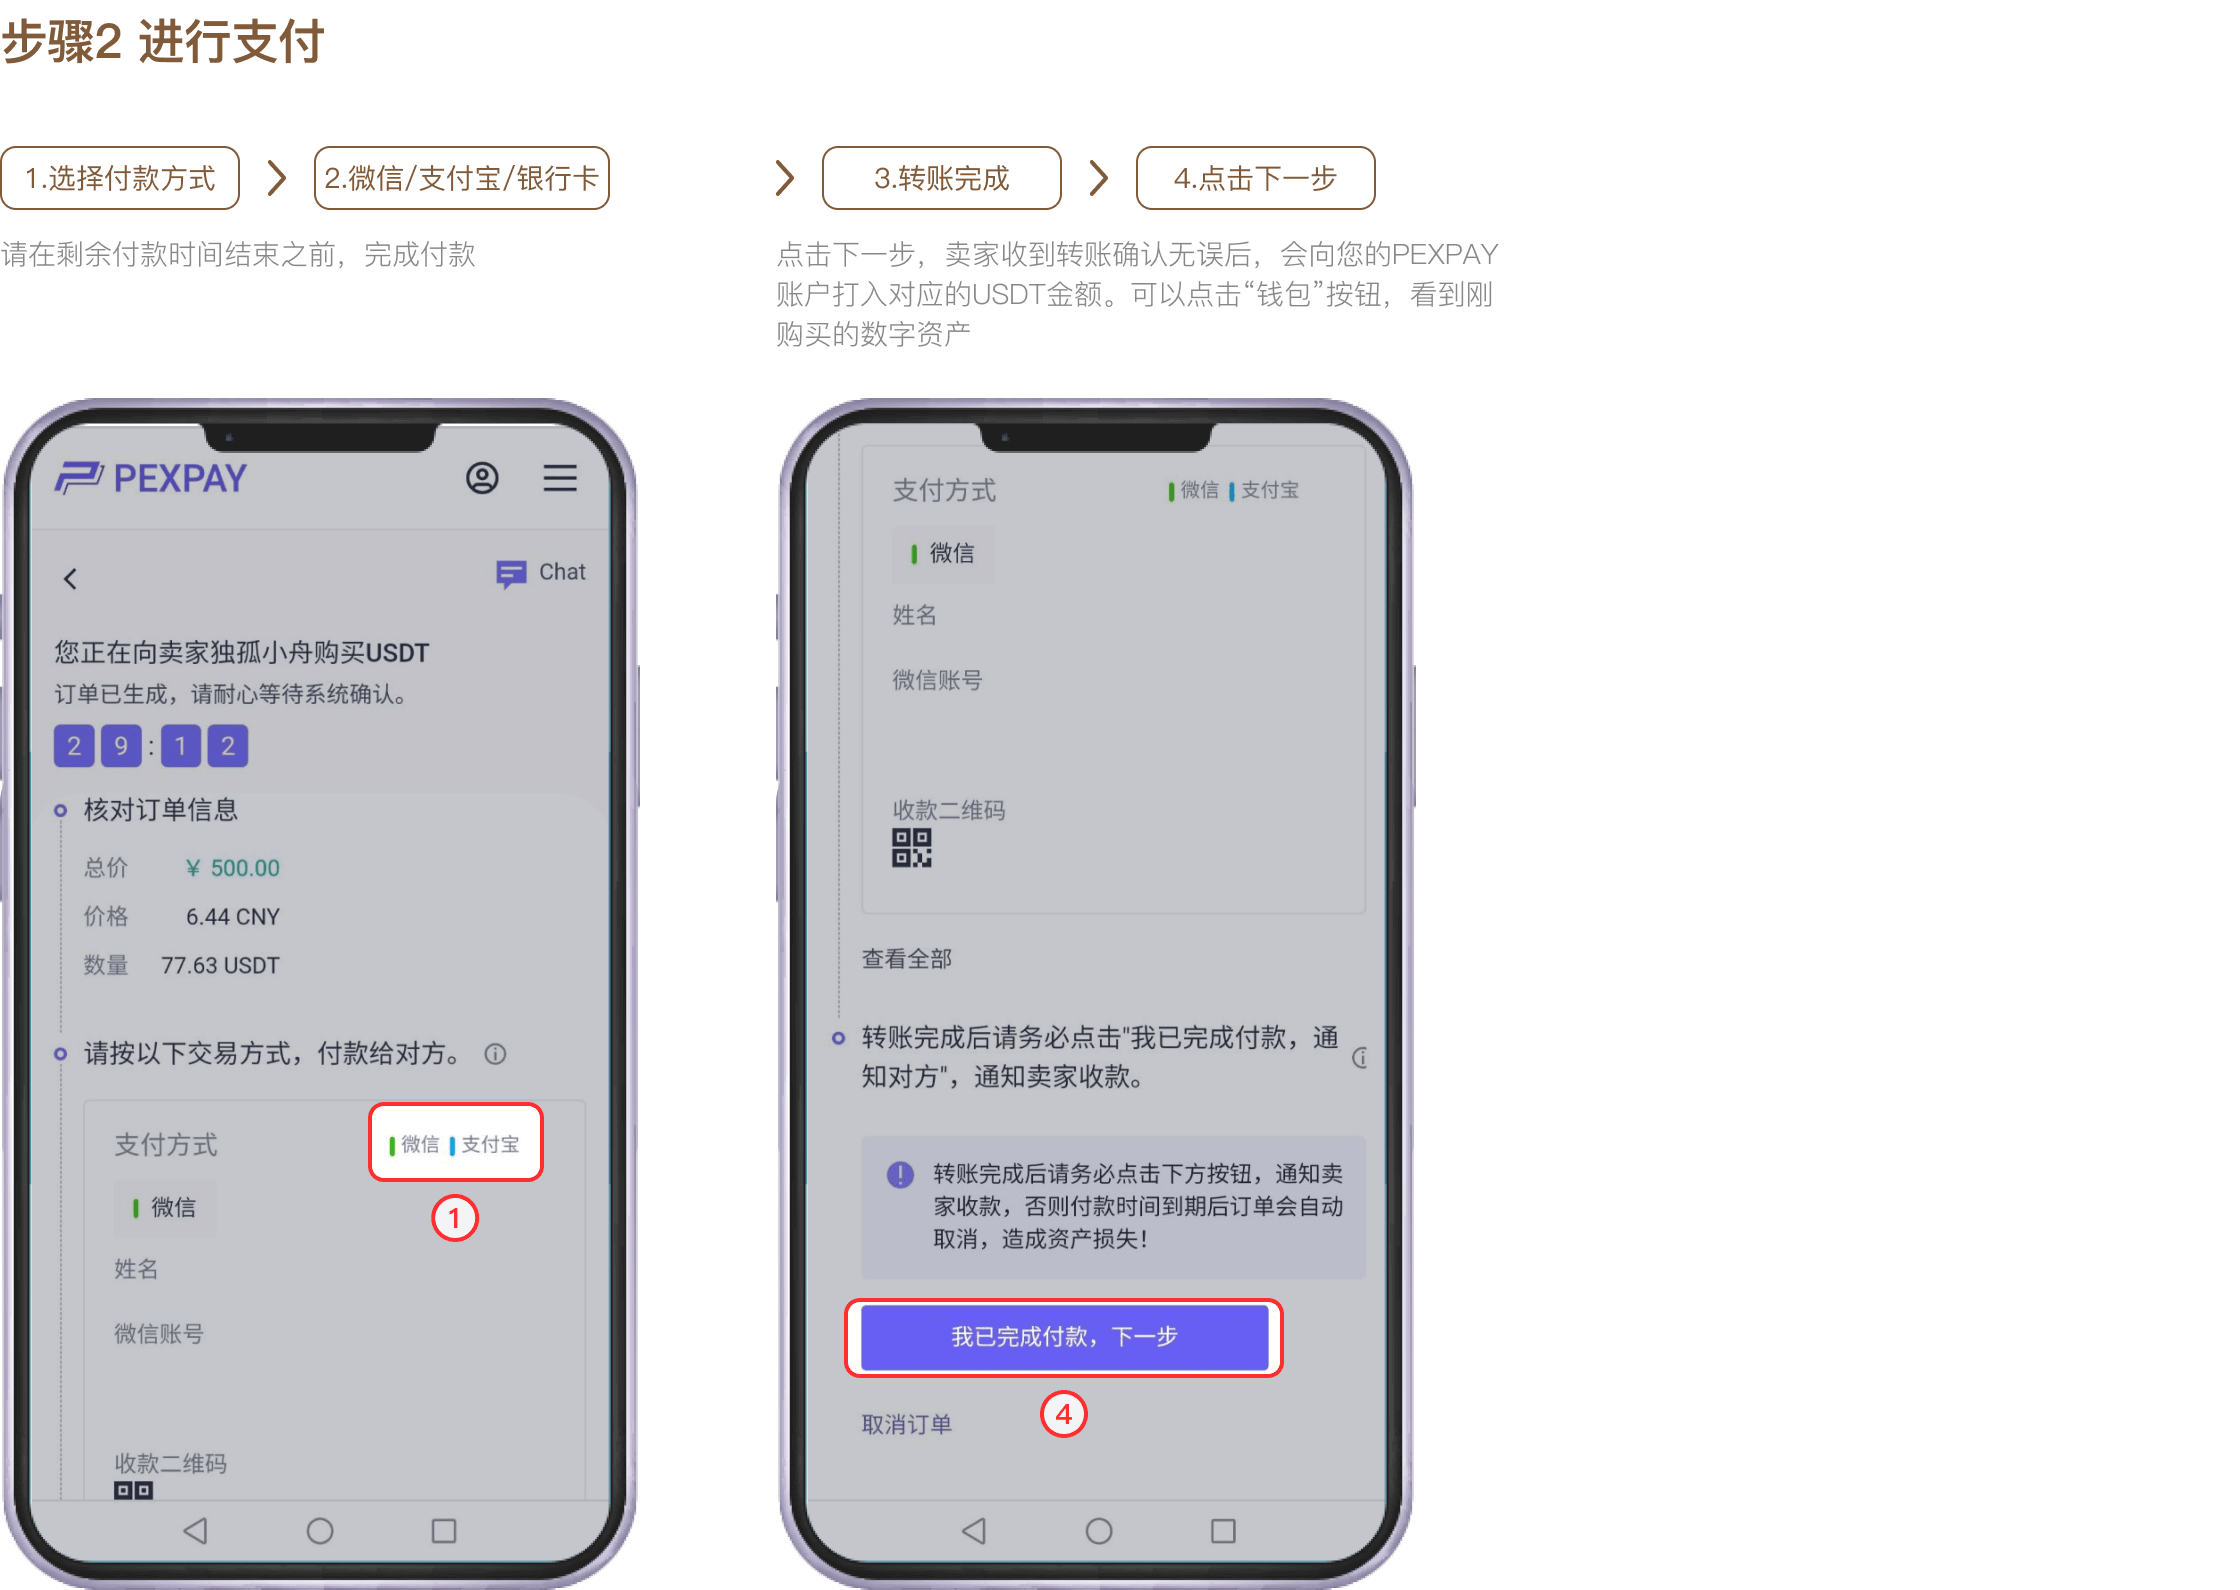 步骤2 进行支付
1.选择付款方式
2.微信/支付宝/银行卡
3.转账完成
4.点击下一步
请在剩余付款时间结束之前，完成付款
点击下一步，卖家收到转账确认无误后，会向您的PEXPAY
账户打入对应的USDT金额。可以点击“钱包”按钮，看到刚
购买的数字资产
PEXPAY
Chat
您正在向卖家独孤小舟购买USDT
订单已生成，请耐心等待系统确认。
29:12
核对订单信息
总价 ¥ 500.00
价格 6.44 CNY
数量 77.63 USDT
请按以下交易方式，付款给对方。
支付方式 微信 支付宝
1
微信
姓名
微信账号
收款二维码
支付方式 微信 支付宝
微信
姓名
微信账号
收款二维码
查看全部
转账完成后请务必点击"我已完成付款，通
知对方"，通知卖家收款。
转账完成后请务必点击下方按钮，通知卖
家收款，否则付款时间到期后订单会自动
取消，造成资产损失！
我已完成付款，下一步
4
取消订单